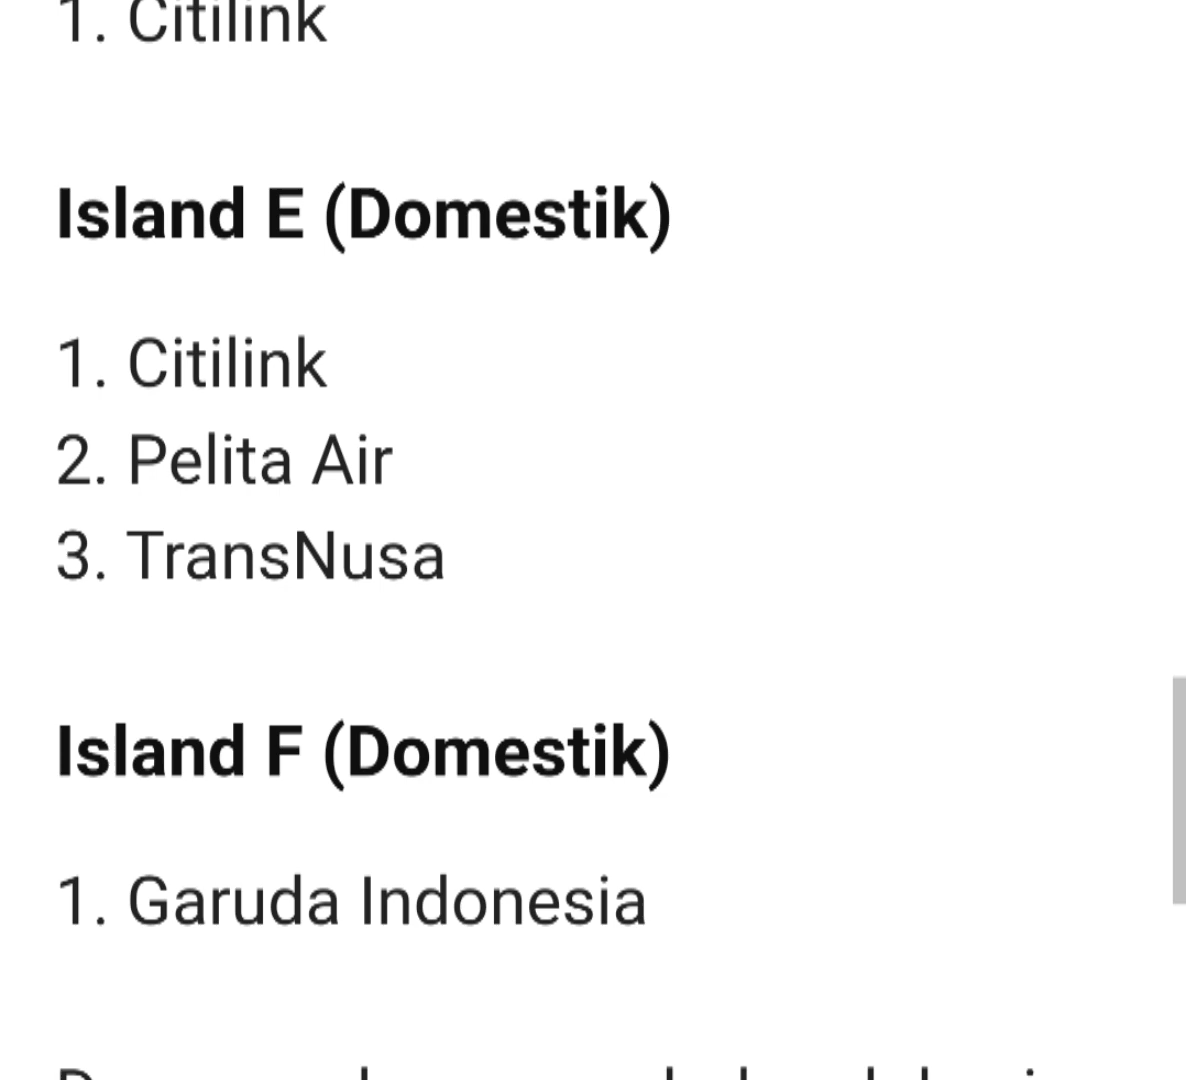 1. Citilink
Island E (Domestik)
1. Citilink
2. Pelita Air
3. TransNusa
Island F (Domestik)
1. Garuda Indonesia